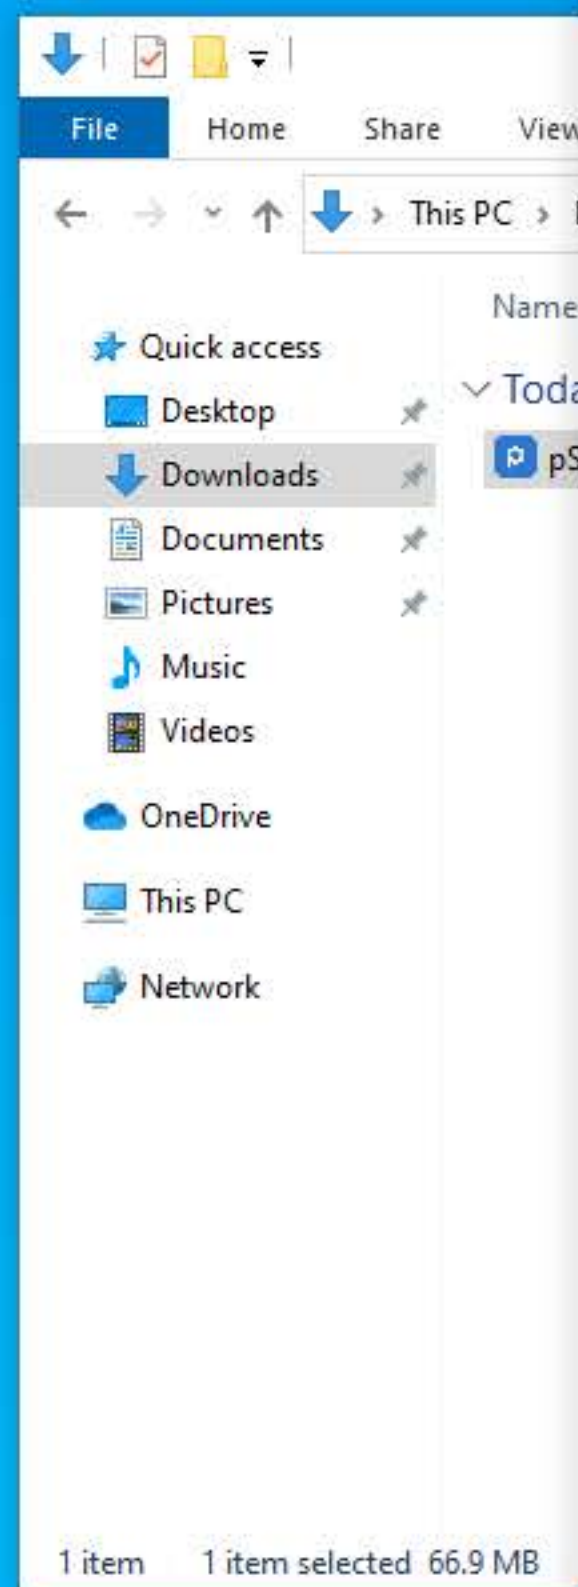 File Home Share View
This PC
Name
Quick access
Desktop
Downloads
Documents
Pictures
Music
Videos
OneDrive
This PC
Network
1 item 1 item selected 66.9 MB